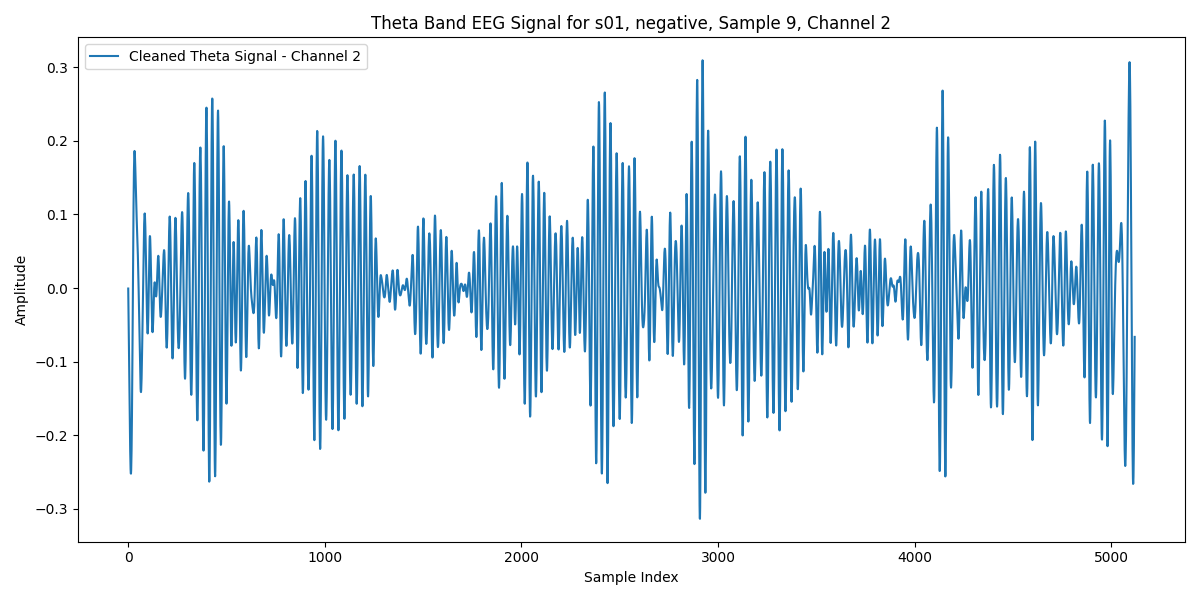 Theta Band EEG Signal for s01, negative, Sample 9, Channel 2
Cleaned Theta Signal - Channel 2
0.3
0.2
0.1
0.0
−0.1
−0.2
−0.3
Amplitude
0 1000 2000 3000 4000 5000
Sample Index